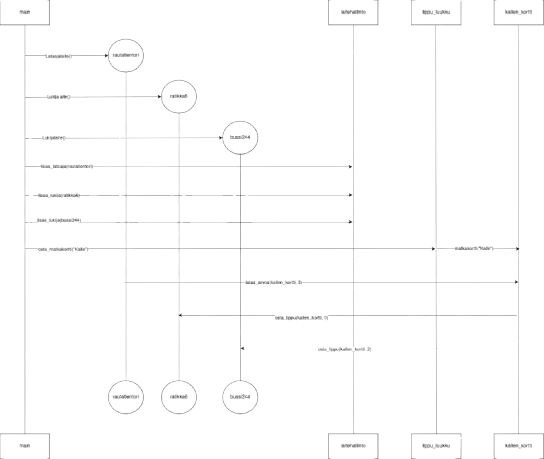 main
laitehallinto
lippu_luukku
kallen_kortti
Lataajalaite()
rautatientori
Lukijalaite()
ratikka6
Lukijalaite()
bussi244
lisaa_lataaja(rautatientori)
lisaa_lukija(ratikka6)
lisaa_lukija(bussi244)
osta_matkakortti("Kalle")
matkakortti("Kalle")
lataa_arvoa(kallen_kortti, 3)
osta_lippu(kallen_kortti, 0)
osta_lippu(kallen_kortti, 2)
rautatientori
ratikka6
bussi244
main
laitehallinto
lippu_luukku
kallen_kortti